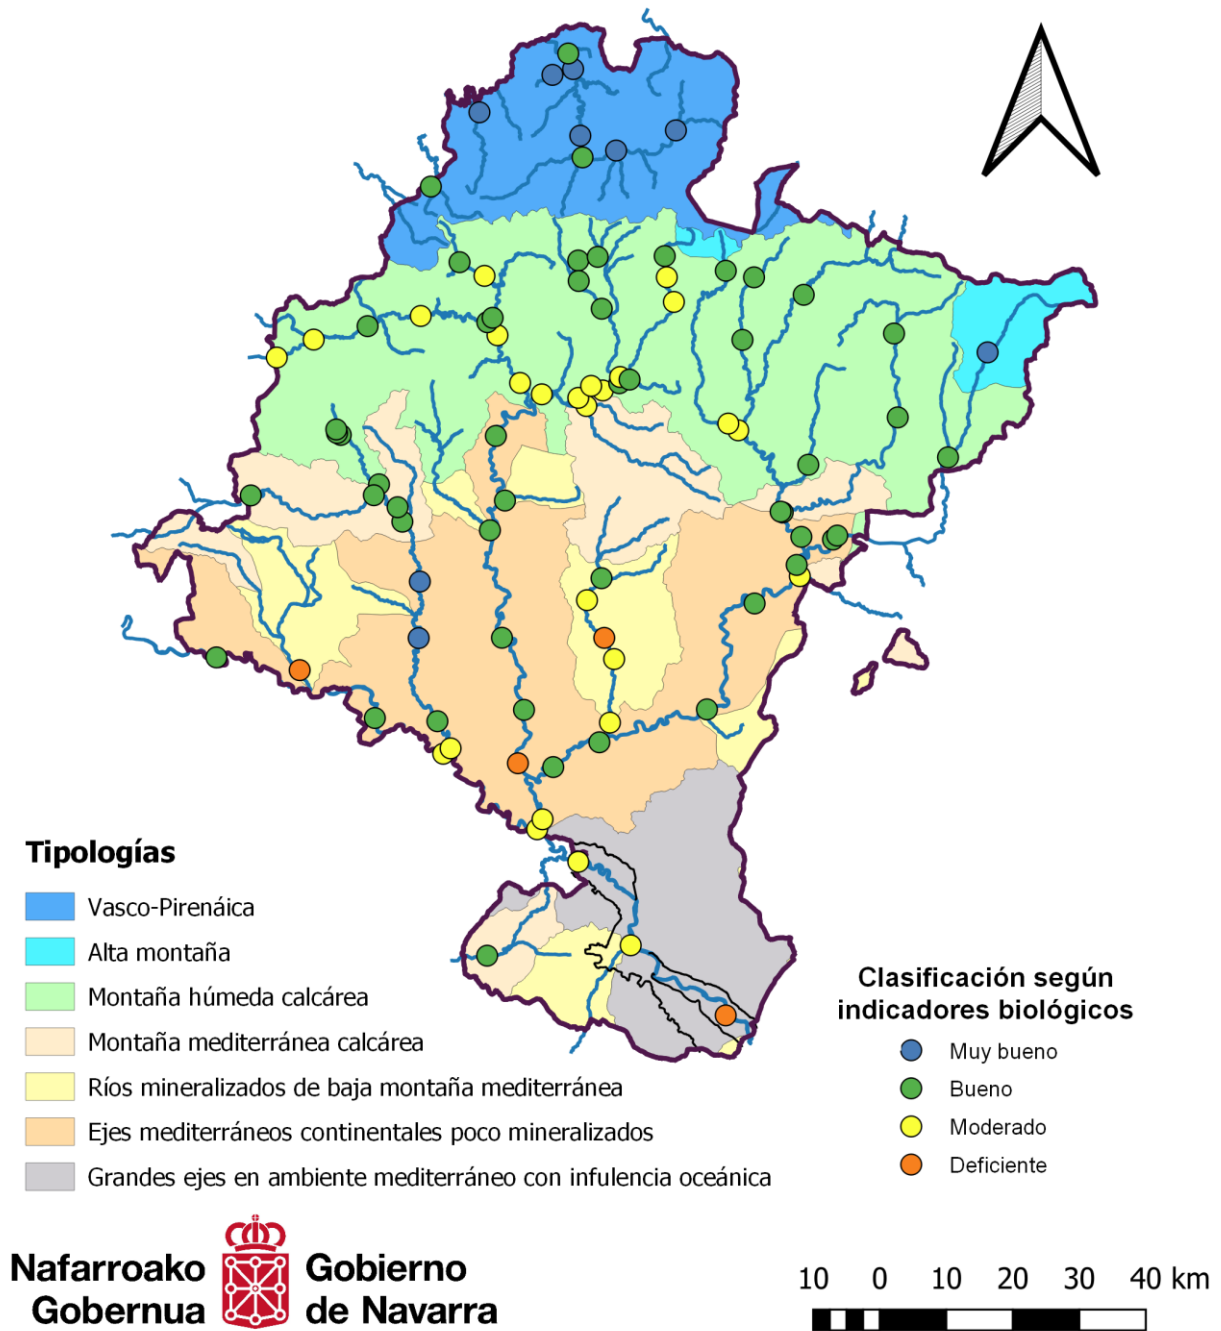 Tipologías
Vasco-Pirenáica
Alta montaña
Montaña húmeda calcárea
Montaña mediterránea calcárea
Ríos mineralizados de baja montaña mediterránea
Ejes mediterráneos continentales poco mineralizados
Grandes ejes en ambiente mediterráneo con infulencia oceánica
Clasificación según
indicadores biológicos
Muy bueno
Bueno
Moderado
Deficiente
Nafarroako
Gobernua
Gobierno
de Navarra
10 0 10 20 30 40 km